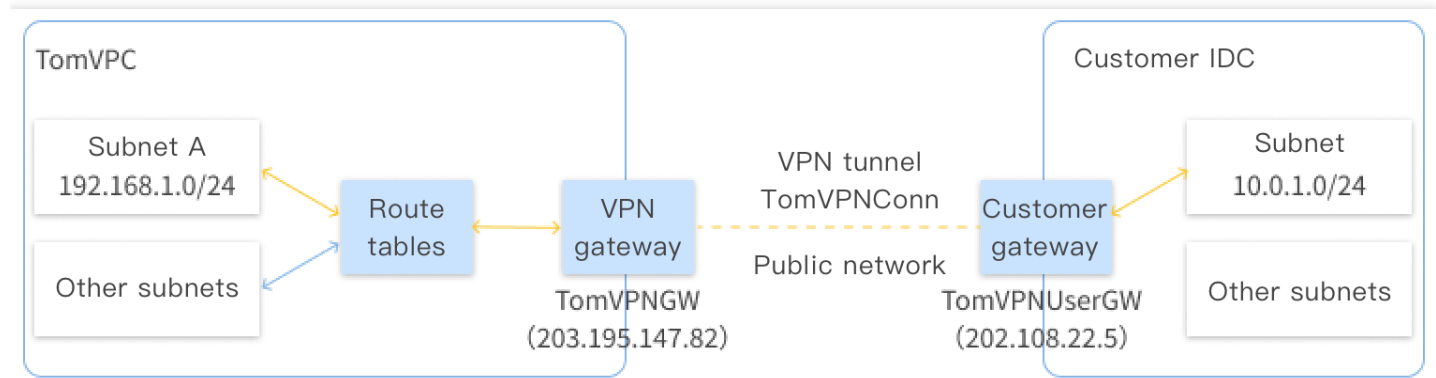 TomVPC
Subnet A
192.168.1.0/24
Other subnets
Route
tables
VPN
gateway
TomVPNGW
(203.195.147.82)
VPN tunnel
TomVPNConn
Public network
Customer IDC
Customer
gateway
TomVPNUserGW
(202.108.22.5)
Subnet
10.0.1.0/24
Other subnets